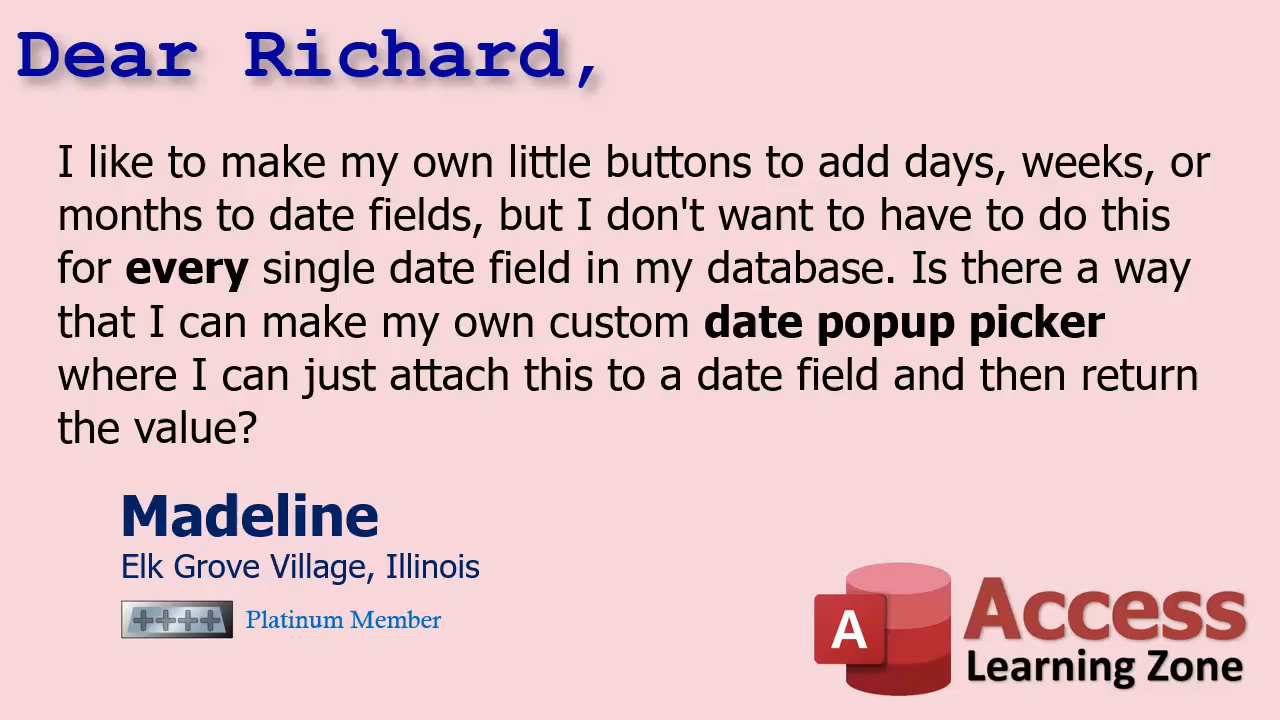 Dear Richard,
I like to make my own little buttons to add days, weeks, or
months to date fields, but I don't want to have to do this
for every single date field in my database. Is there a way
that I can make my own custom date popup picker
where I can just attach this to a date field and then return
the value?
Madeline
Elk Grove Village, Illinois
++++ Platinum Member
A Access
Learning Zone